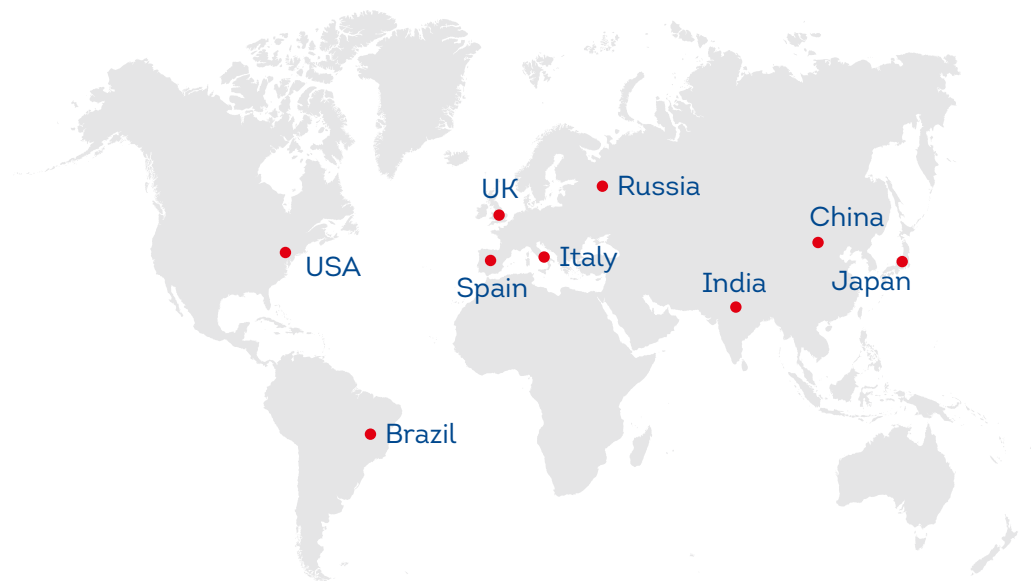 UK
Russia
China
USA
Italy
Spain
India
Japan
Brazil